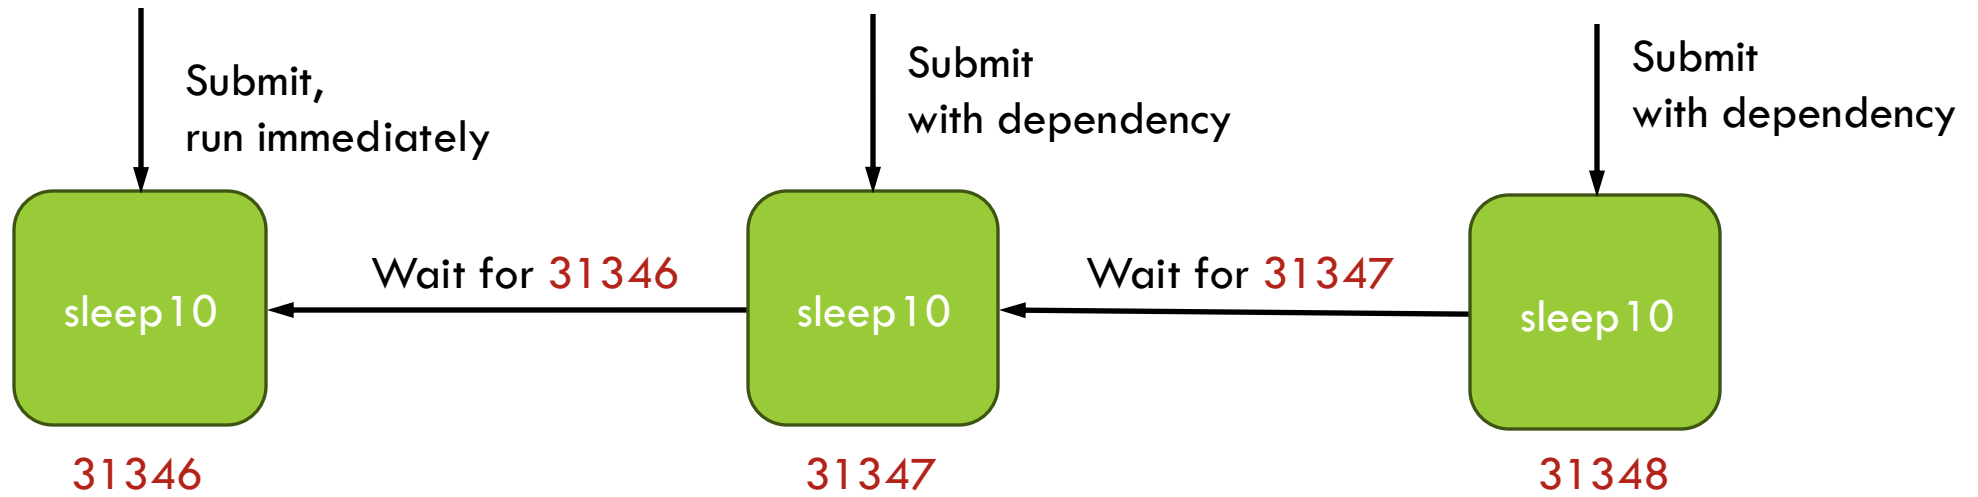 Submit,
run immediately
Submit
with dependency
Submit
with dependency
sleep10
Wait for 31346
sleep10
Wait for 31347
sleep10
31346
31347
31348